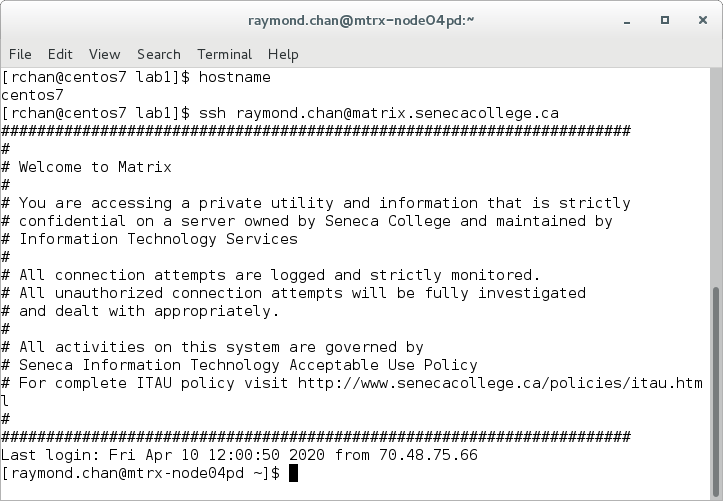 raymond.chan@mtrx-node04pd:~
File Edit View Search Terminal Help
[rchan@centos7 lab1]$ hostname
centos7
[rchan@centos7 lab1]$ ssh raymond.chan@matrix.senecacollege.ca
######################################################################
#
# Welcome to Matrix
#
# You are accessing a private utility and information that is strictly
# confidential on a server owned by Seneca College and maintained by
# Information Technology Services
#
# All connection attempts are logged and strictly monitored.
# All unauthorized connection attempts will be fully investigated
# and dealt with appropriately.
#
# All activities on this system are governed by
# Seneca Information Technology Acceptable Use Policy
# For complete ITAU policy visit http://www.senecacollege.ca/policies/itau.htm
l
#
######################################################################
Last login: Fri Apr 10 12:00:50 2020 from 70.48.75.66
[raymond.chan@mtrx-node04pd ~]$